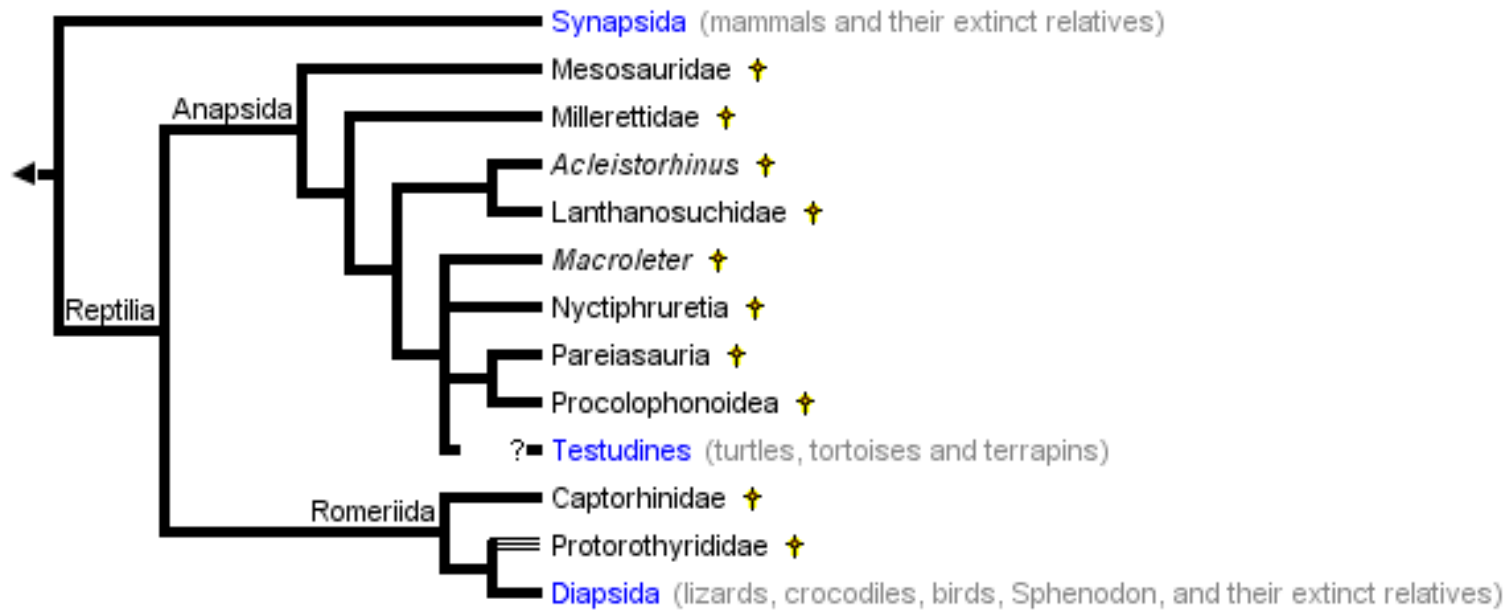 Synapsida (mammals and their extinct relatives)
Mesosauridae
Anapsida
Millerettidae
Acleistorhinus
Lanthanosuchidae
Macroleter
Reptilia
Nyctiphruretia
Pareiasauria
Procolophonoidea
? Testudines (turtles, tortoises and terrapins)
Captorhinidae
Romeriida
Protorothyrididae
Diapsida (lizards, crocodiles, birds, Sphenodon, and their extinct relatives)